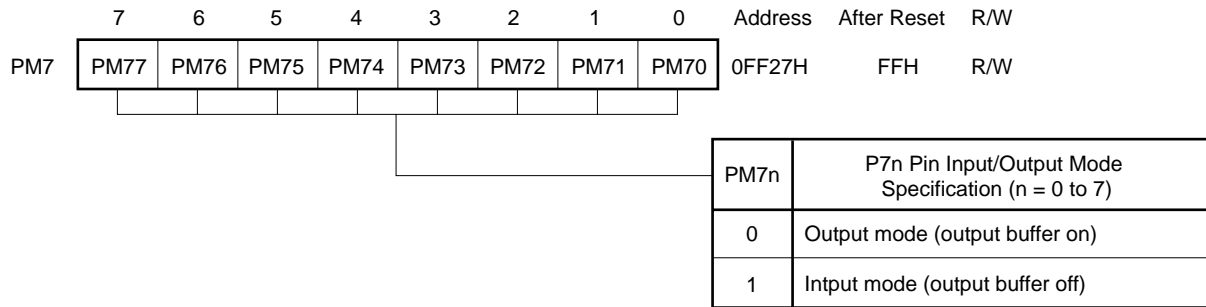 7 6 5 4 3 2 1 0 Address After Reset R/W
PM7 PM77 PM76 PM75 PM74 PM73 PM72 PM71 PM70 0FF27H FFH R/W
PM7n P7n Pin Input/Output Mode
Specification (n = 0 to 7)
0 Output mode (output buffer on)
1 Intput mode (output buffer off)